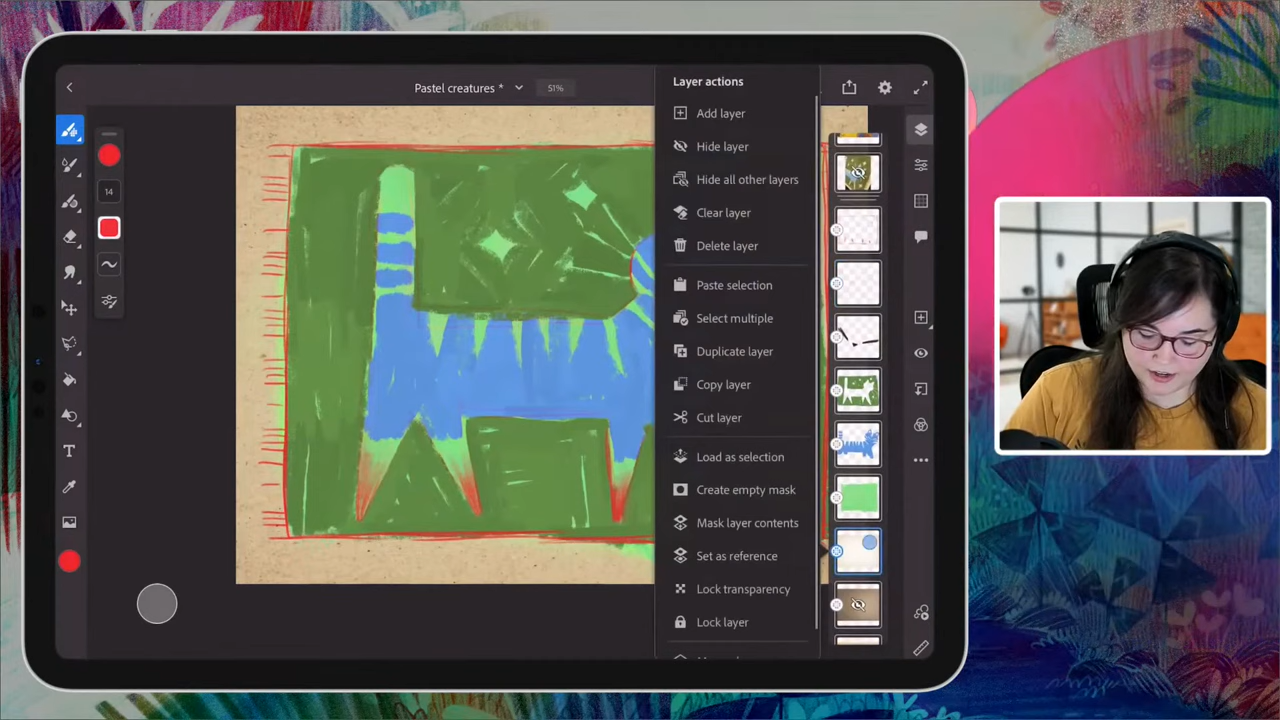 Pastel creatures *
51%
14
T
Layer actions
Add layer
Hide layer
Hide all other layers
Clear layer
Delete layer
Paste selection
Select multiple
Duplicate layer
Copy layer
Cut layer
Load as selection
Create empty mask
Mask layer contents
Set as reference
Lock transparency
Lock layer